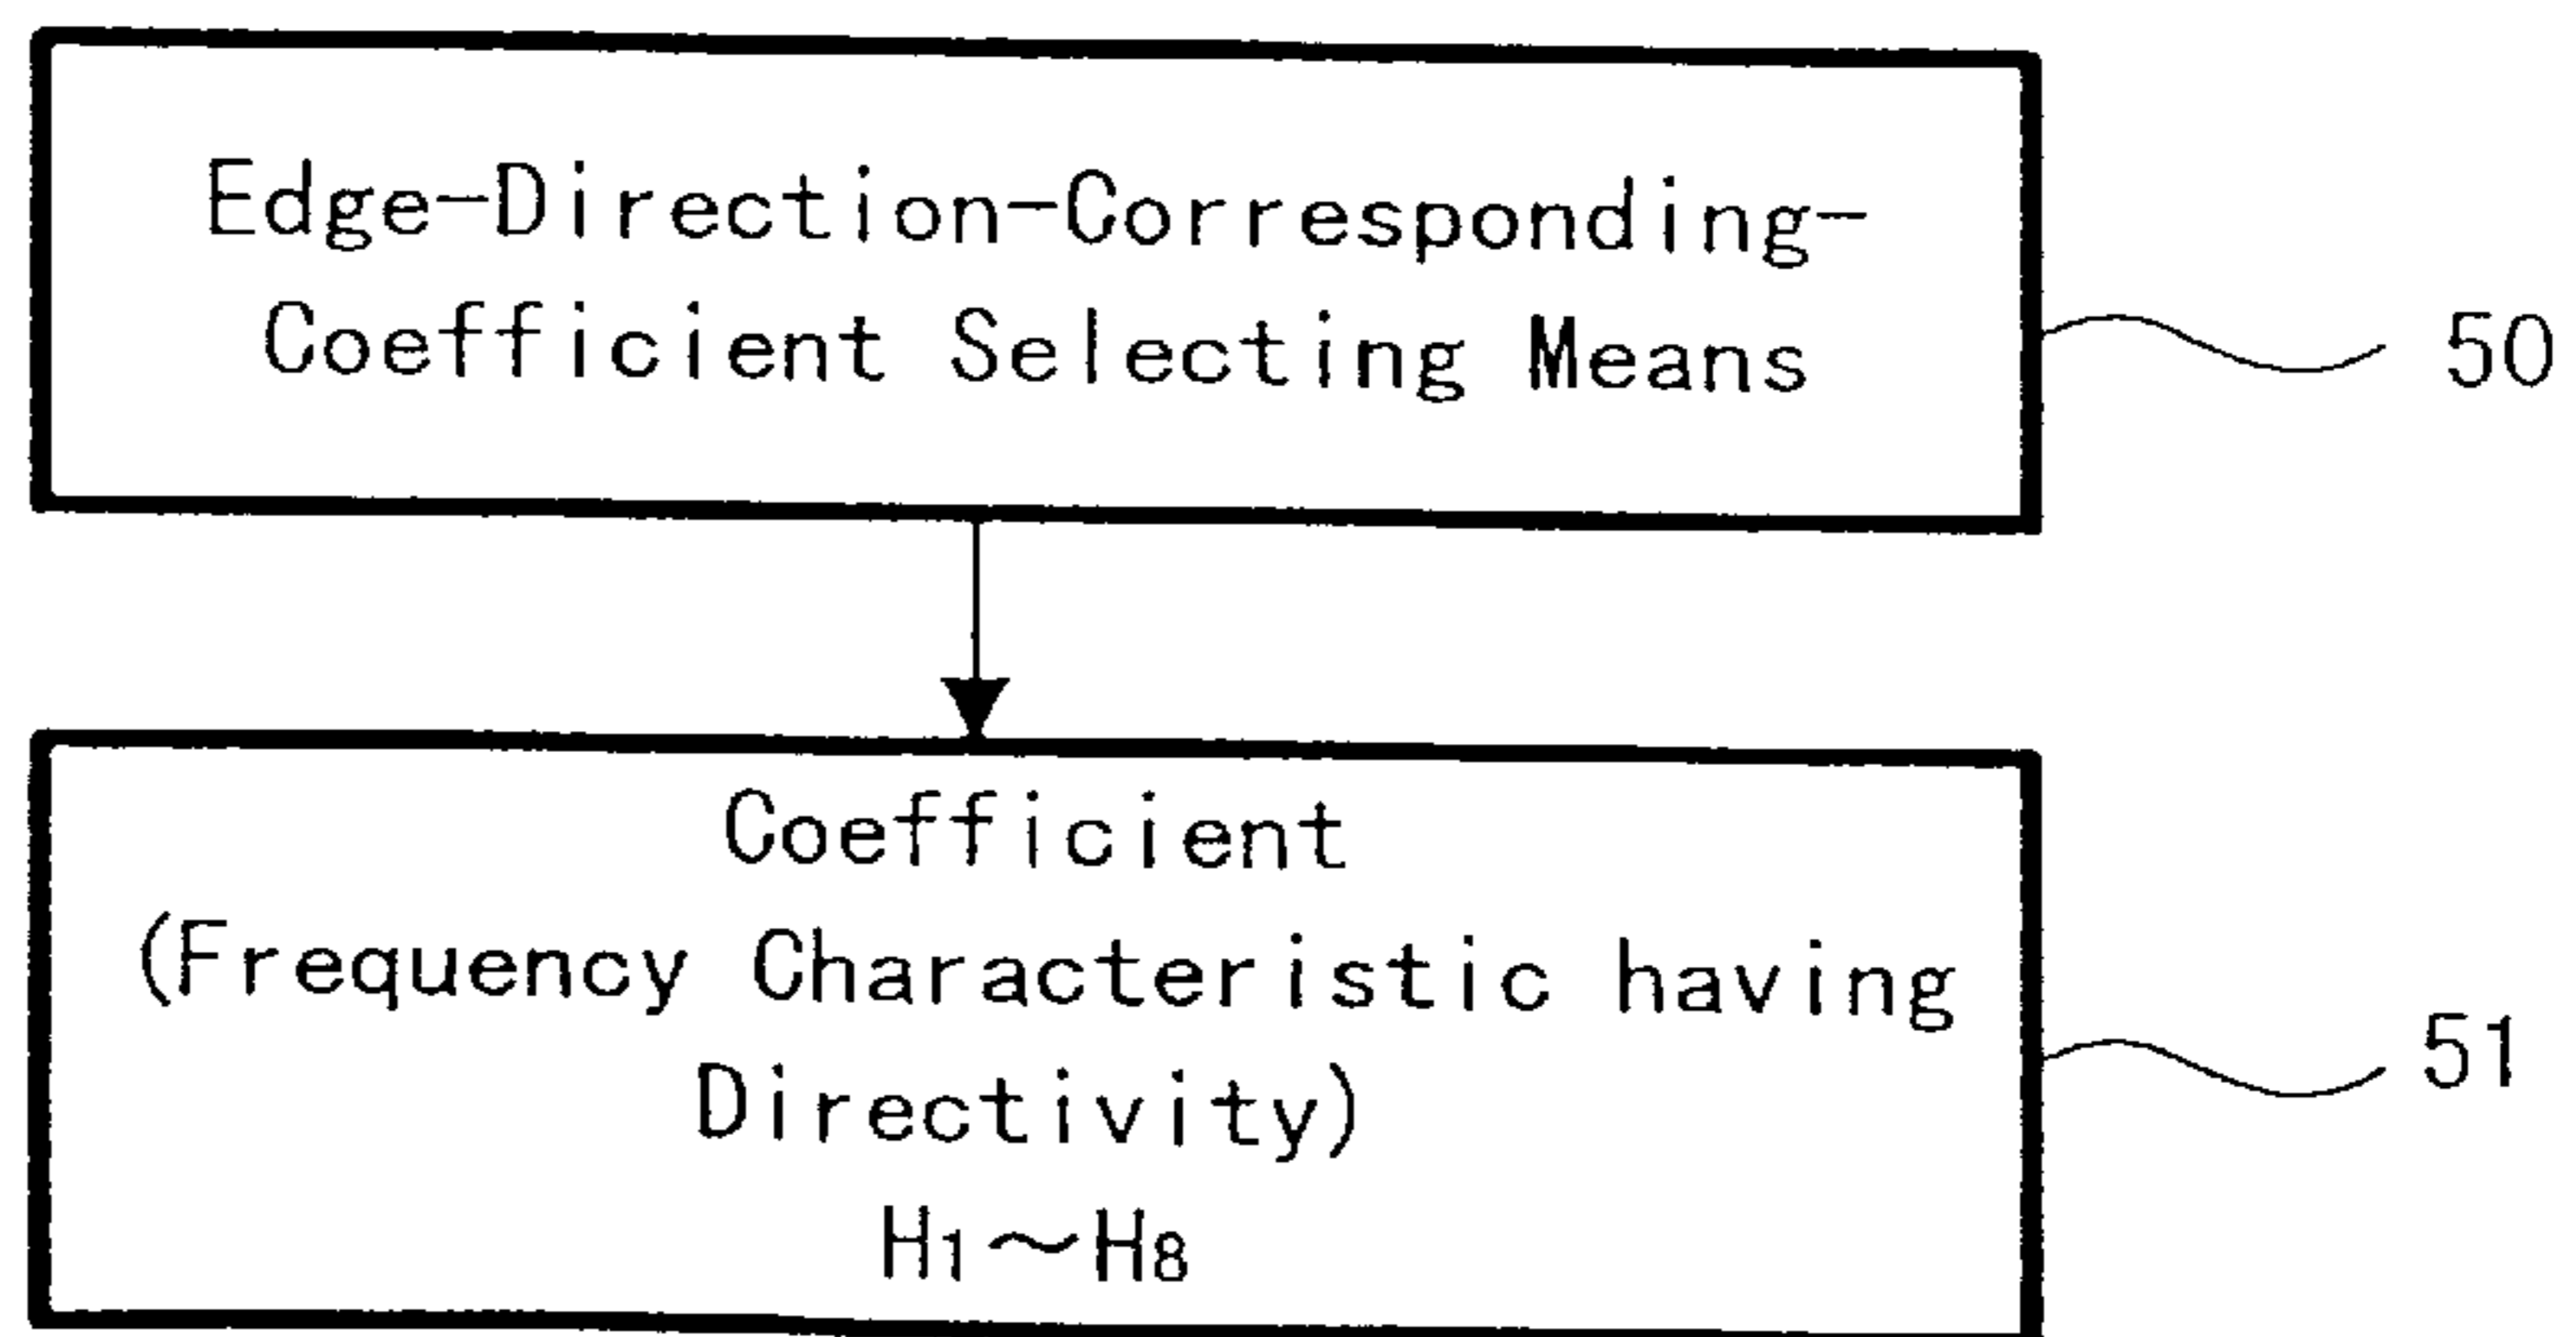 Edge-Direction-Corresponding-
Coefficient Selecting Means
50
Coefficient
(Frequency Characteristic having
Directivity)
H1~H8
51